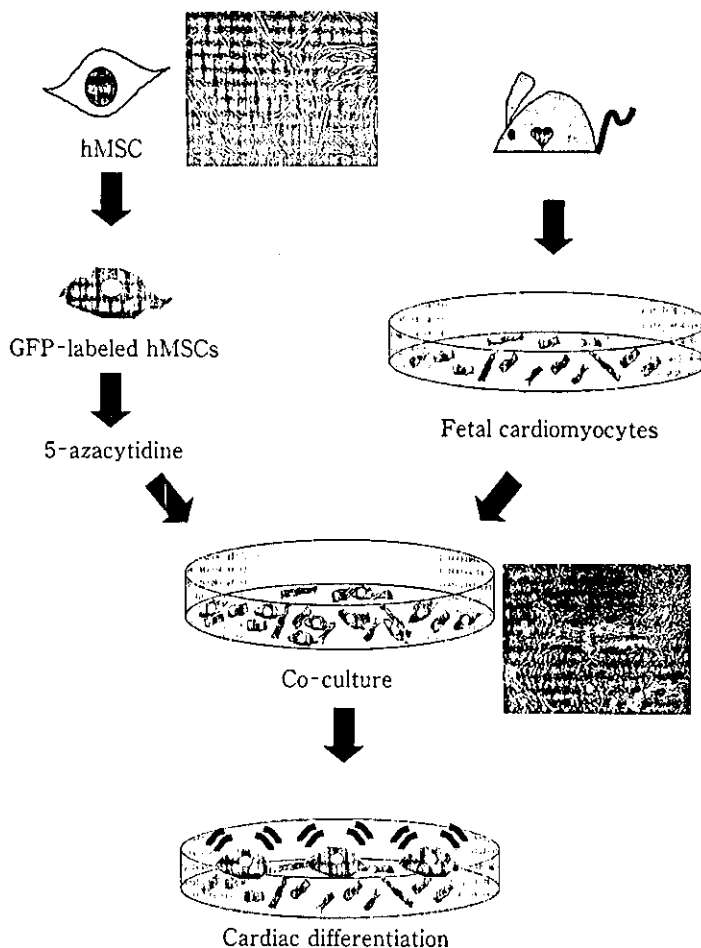 hMSC
GFP-labeled hMSCs
5-azacytidine
Fetal cardiomyocytes
Co-culture
Cardiac differentiation